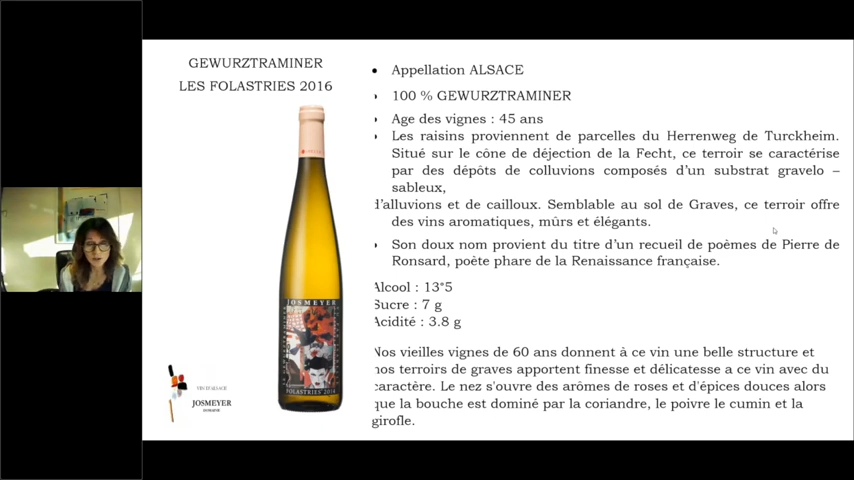 GEWURZTRAMINER
LES FOLASTRIES 2016
• Appellation ALSACE
100 % GEWURZTRAMINER
Age des vignes : 45 ans
Les raisins proviennent de parcelles du Herrenweg de Turckheim.
Situé sur le cône de déjection de la Fecht, ce terroir se caractérise
par des dépôts de colluvions composés d'un substrat gravelo –
sableux,
d'alluvions et de cailloux. Semblable au sol de Graves, ce terroir offre
des vins aromatiques, mûrs et élégants.
Son doux nom provient du titre d'un recueil de poèmes de Pierre de
Ronsard, poète phare de la Renaissance française.
Alcool : 13°5
Sucre : 7 g
Acidité : 3.8 g
Nos vieilles vignes de 60 ans donnent à ce vin une belle structure et
nos terroirs de graves apportent finesse et délicatesse a ce vin avec du
caractère. Le nez s'ouvre des arômes de roses et d'épices douces alors
que la bouche est dominé par la coriandre, le poivre le cumin et la
girofle.
JOSMEYER
FOLASTRIES 2016
VINS D'ALSACE
JOSMEYER